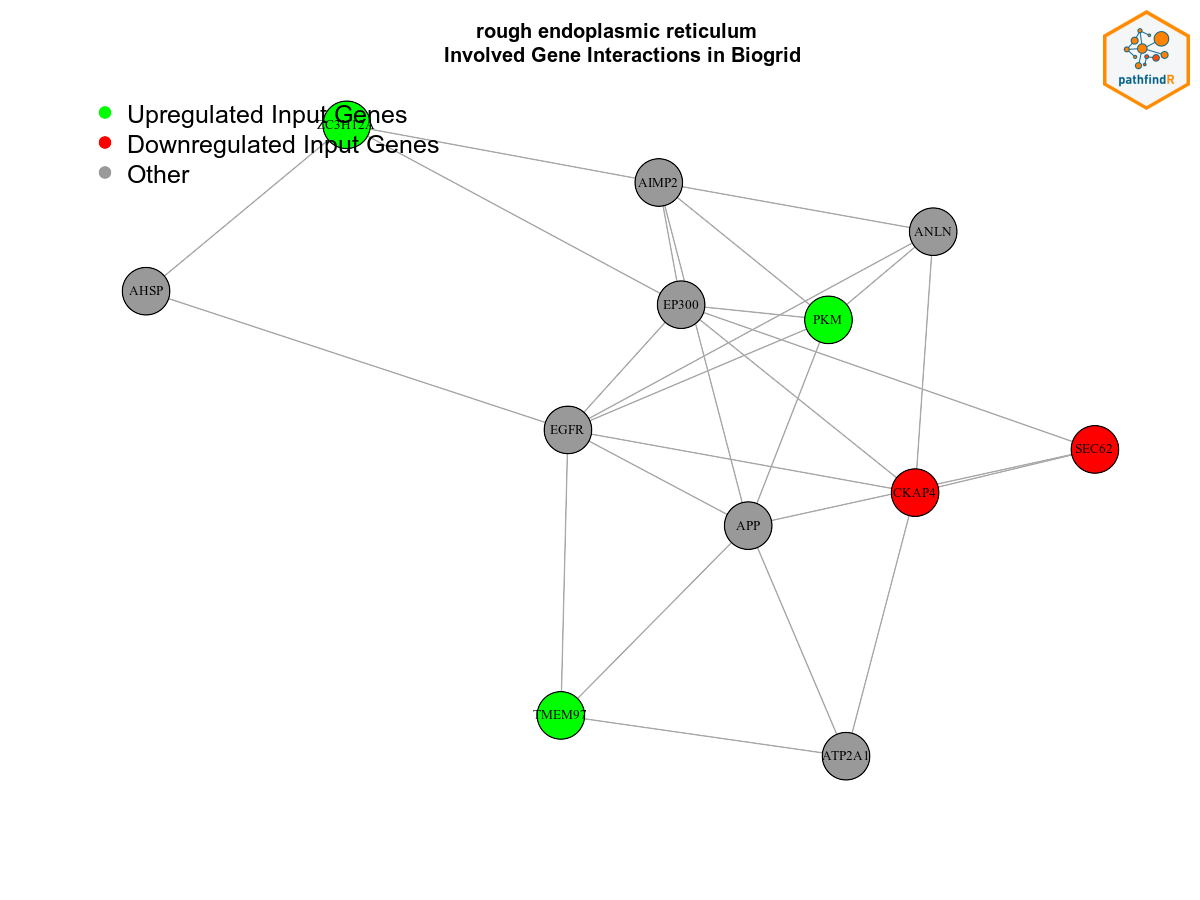 rough endoplasmic reticulum
Involved Gene Interactions in Biogrid
pathfindR
Upregulated Input Genes
ZC3H12A
Downregulated Input Genes
Other
AIMP2
ANLN
AHSP
EP300
PKM
EGFR
SEC62
CKAP4
APP
TMEM97
ATP2A1